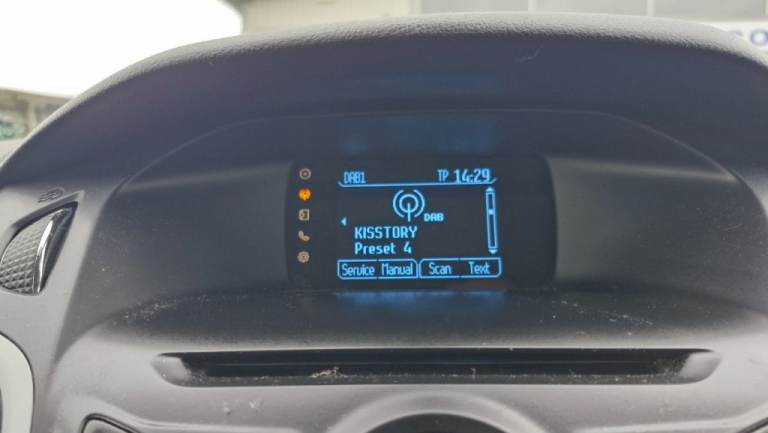 DAB1 TP 14:29
DAB
KISSTORY
Preset 4
Service Manual Scan Text